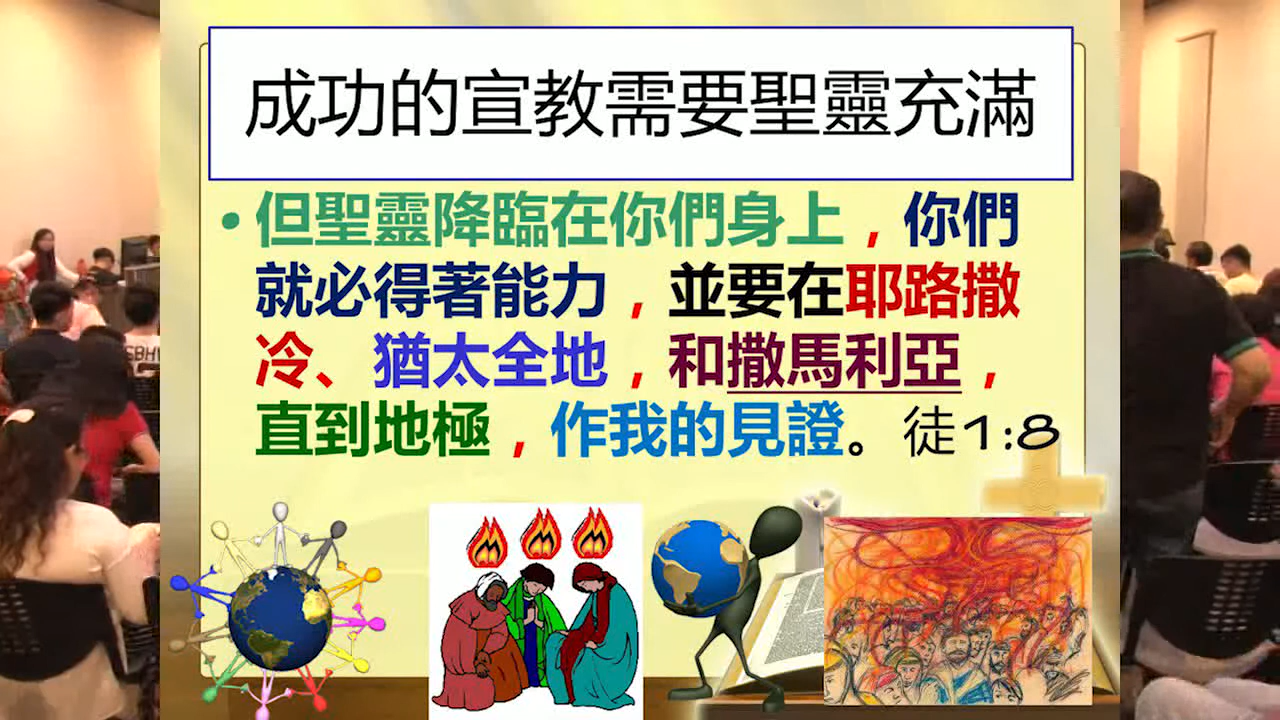 成功的宣教需要聖靈充滿
• 但聖靈降臨在你們身上，你們
就必得著能力，並要在耶路撒
冷、猶太全地，和撒馬利亞，
直到地極，作我的見證。徒1:8